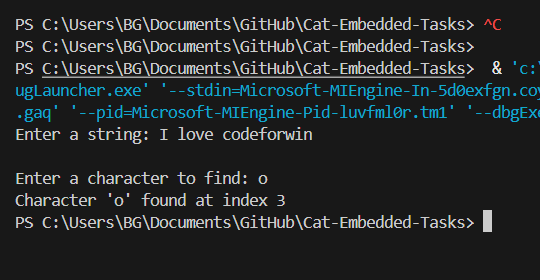 PS C:\Users\BG\Documents\GitHub\Cat-Embedded-Tasks> ^C
PS C:\Users\BG\Documents\GitHub\Cat-Embedded-Tasks>
PS C:\Users\BG\Documents\GitHub\Cat-Embedded-Tasks>  & 'c:\
ugLauncher.exe' '--stdin=Microsoft-MIEngine-In-5d0exfgn.coy
.gaq' '--pid=Microsoft-MIEngine-Pid-luvfml0r.tm1' '--dbgExe
Enter a string: I love codeforwin
Enter a character to find: o
Character 'o' found at index 3
PS C:\Users\BG\Documents\GitHub\Cat-Embedded-Tasks>